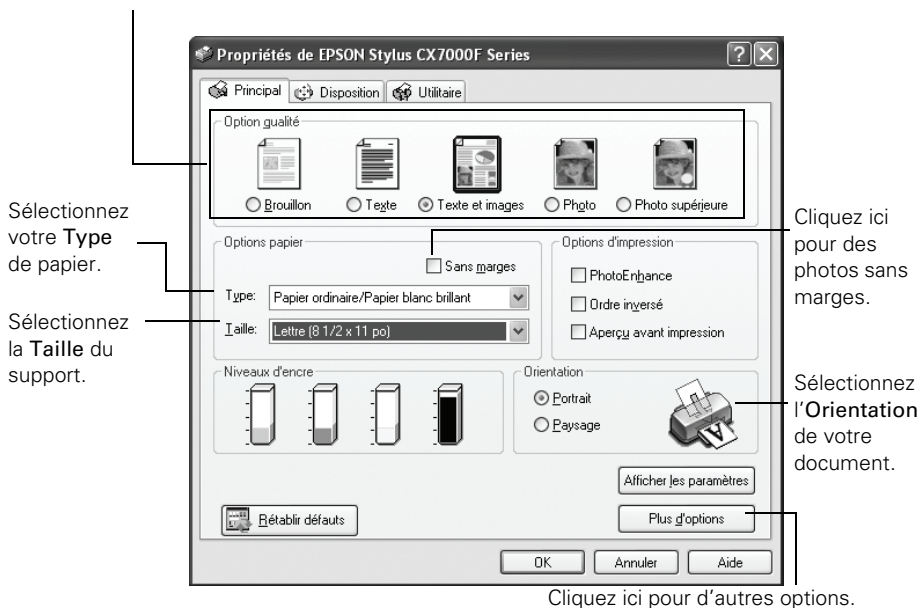 Propriétés de EPSON Stylus CX7000F Series
Principal
Disposition
Utilitaire
Option qualité
Brouillon
Texte
Texte et images
Photo
Photo supérieure
Sélectionnez
votre Type
de papier.
Sélectionnez
la Taille du
support.
Options papier
Sans marges
Type:
Papier ordinaire/Papier blanc brillant
Taille:
Lettre (8 1/2 x 11 po)
Options d'impression
PhotoEnhance
Ordre inversé
Aperçu avant impression
Cliquez ici
pour des
photos sans
marges.
Niveaux d'encre
Orientation
Portrait
Paysage
A
Sélectionnez
l'Orientation
de votre
document.
Afficher les paramètres
Rétablir défauts
Plus d'options
OK
Annuler
Aide
Cliquez ici pour d'autres options.